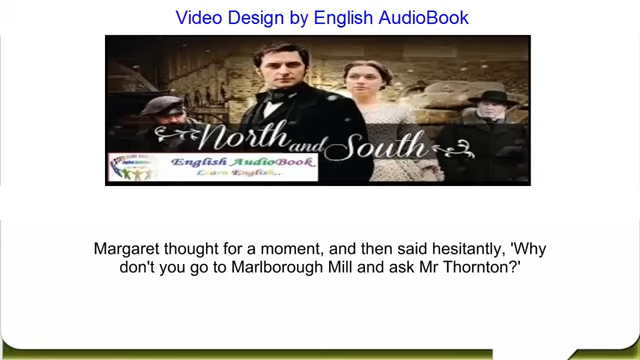 Video Design by English AudioBook
North and South
English AudioBook
Learn English...
Margaret thought for a moment, and then said hesitantly, 'Why
don't you go to Marlborough Mill and ask Mr Thornton?'